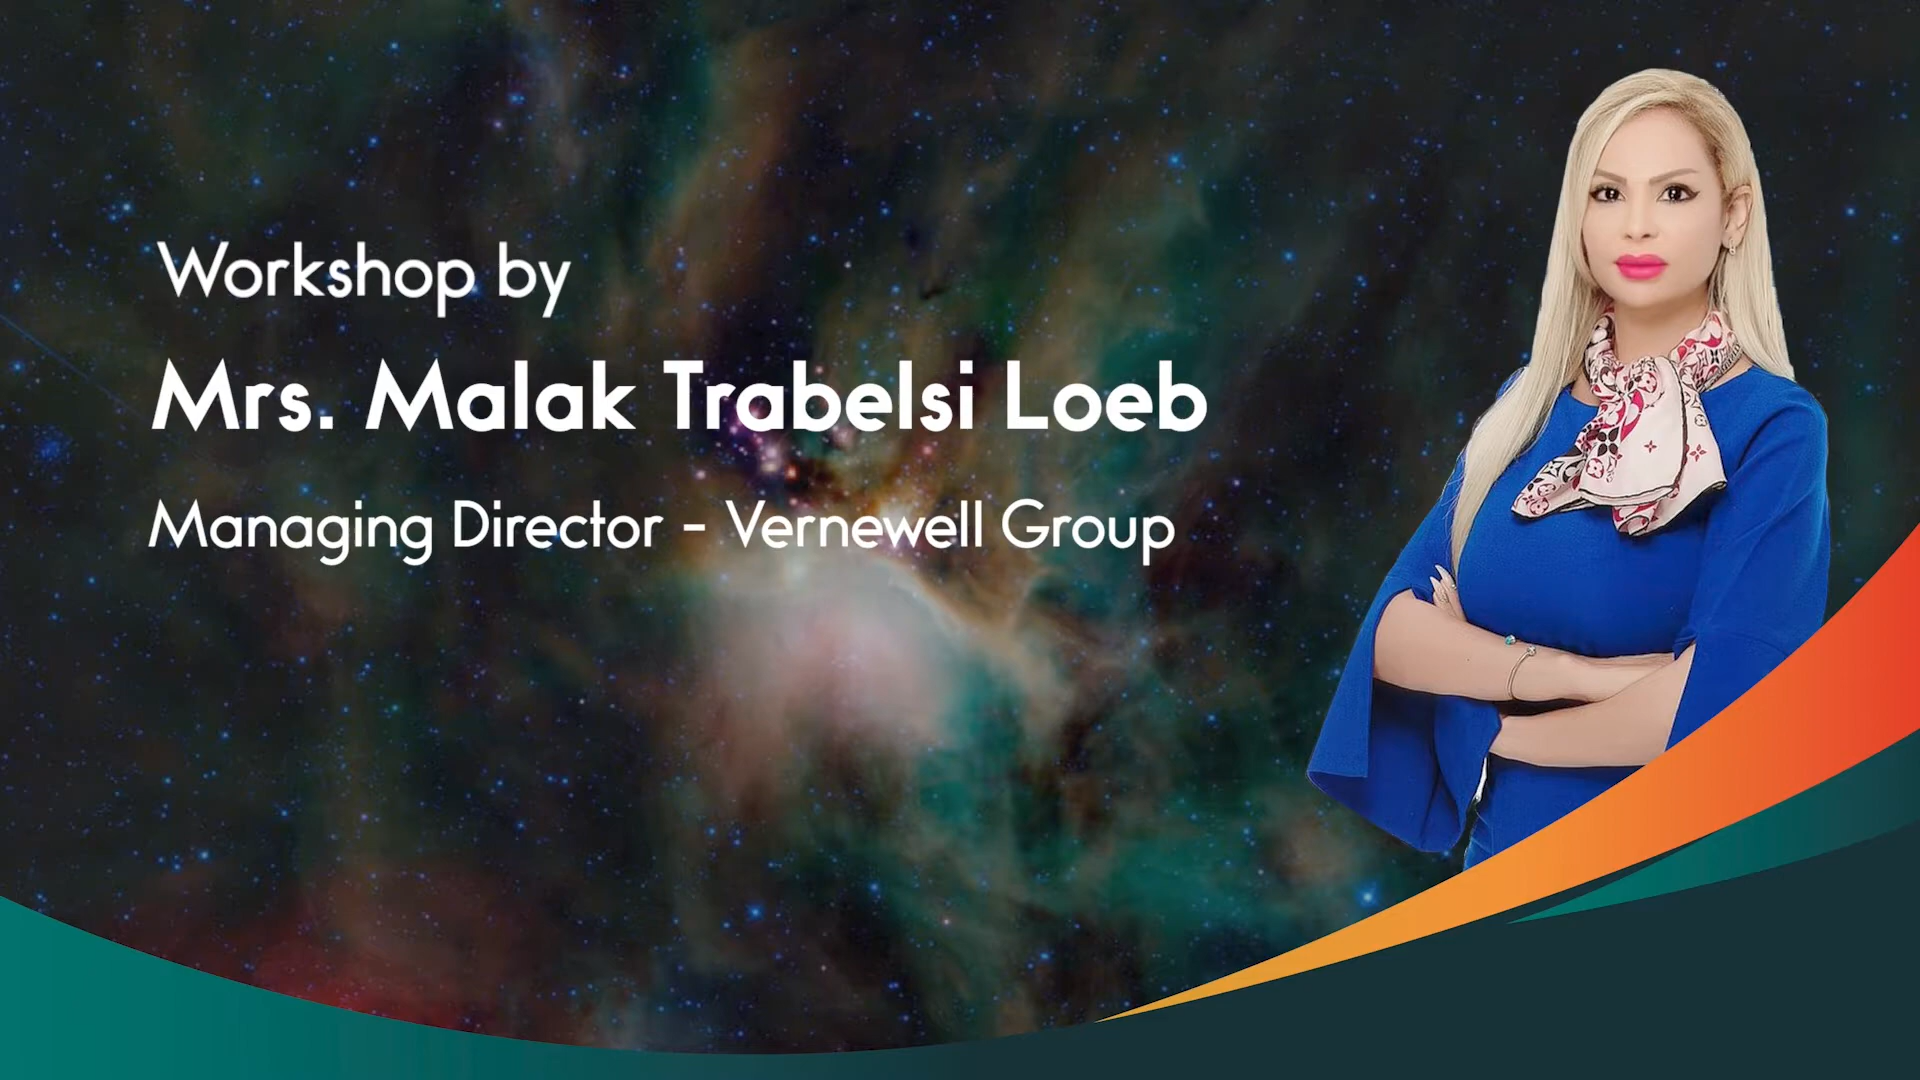 Workshop by
Mrs. Malak Trabelsi Loeb
Managing Director - Vernewell Group